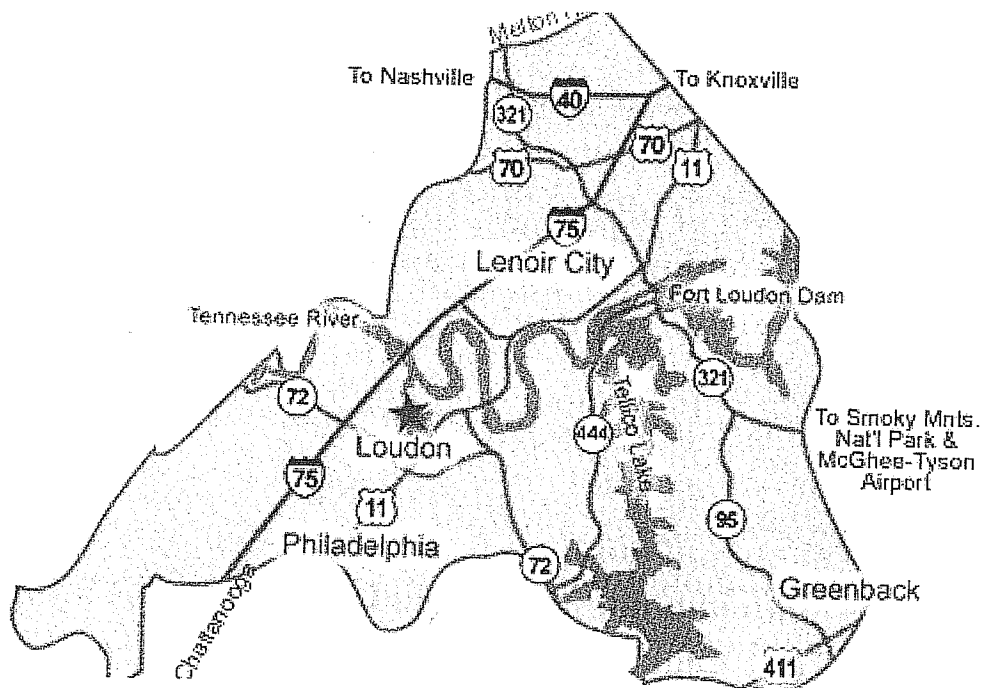 Melton
To Nashville
To Knoxville
40
321
70
70
11
75
Lenoir City
Fort Loudon Dam
Tennessee River
321
72
Tellico Lake
444
To Smoky Mnts.
Nat'l Park &
McGhee-Tyson
Airport
Loudon
75
11
95
Philadelphia
72
Greenback
Chattanooga
411